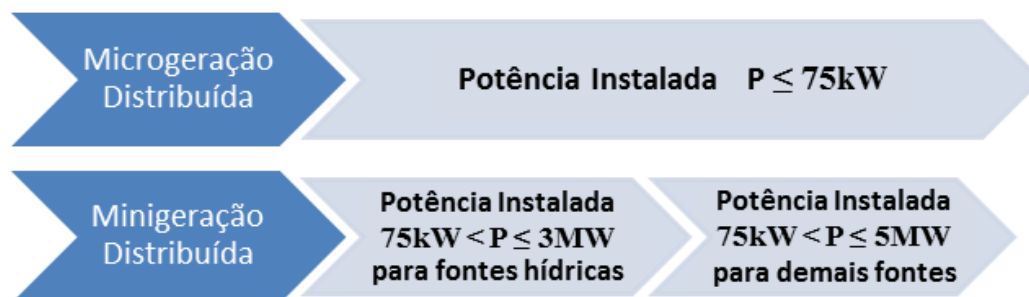 Microgeração
Distribuída
Potência Instalada P ≤ 75kW
Minigeração
Distribuída
Potência Instalada
75kW < P ≤ 3MW
para fontes hídricas
Potência Instalada
75kW < P ≤ 5MW
para demais fontes